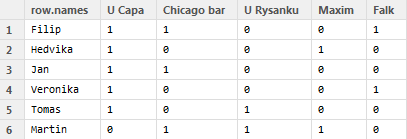 row.names U Capa Chicago bar U Rysanku Maxim Falk
1 Filip 1 1 0 0 1
2 Hedvika 1 0 0 1 0
3 Jan 1 1 0 0 0
4 Veronika 1 0 0 0 1
5 Tomas 1 0 1 0 0
6 Martin 0 1 1 1 0